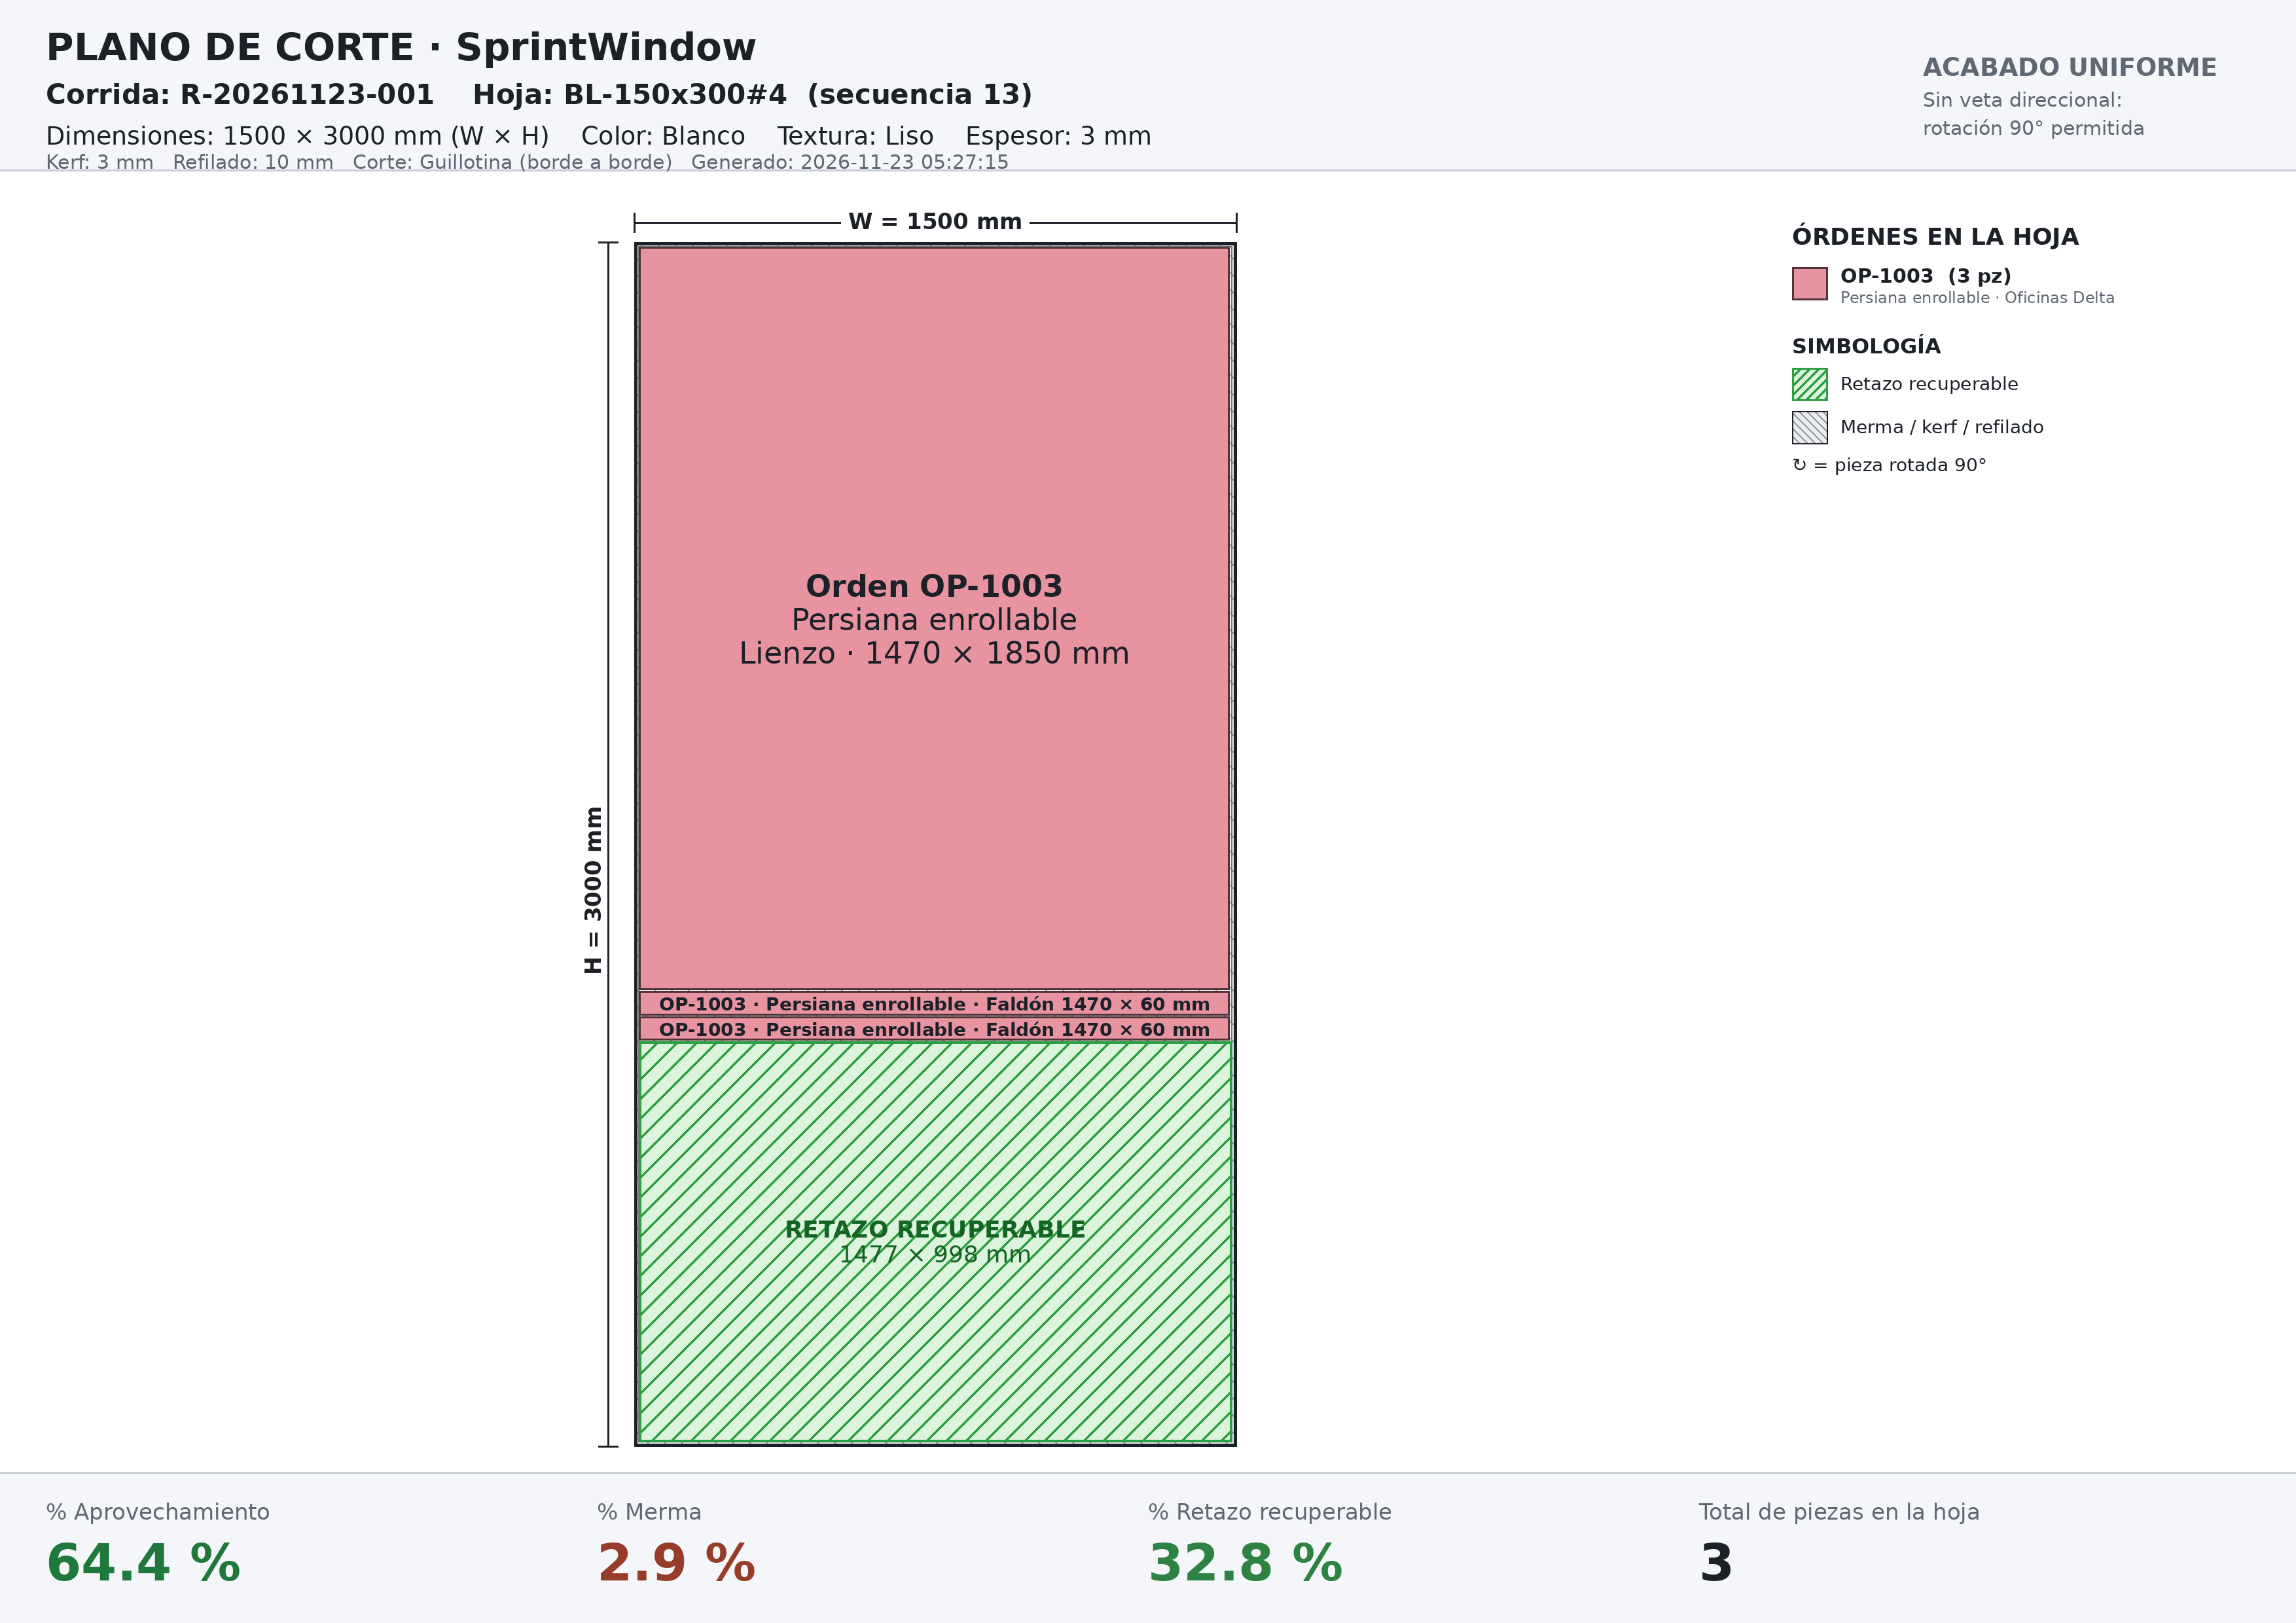 PLANO DE CORTE · SprintWindow
Corrida: R-20261123-001    Hoja: BL-150x300#4  (secuencia 13)
Dimensiones: 1500 × 3000 mm (W × H)    Color: Blanco    Textura: Liso    Espesor: 3 mm
Kerf: 3 mm   Refilado: 10 mm   Corte: Guillotina (borde a borde)   Generado: 2026-11-23 05:27:15
ACABADO UNIFORME
Sin veta direccional:
rotación 90° permitida
W = 1500 mm
H = 3000 mm
Orden OP-1003
Persiana enrollable
Lienzo · 1470 × 1850 mm
OP-1003 · Persiana enrollable · Faldón 1470 × 60 mm
OP-1003 · Persiana enrollable · Faldón 1470 × 60 mm
RETAZO RECUPERABLE
1477 × 998 mm
ÓRDENES EN LA HOJA
OP-1003  (3 pz)
Persiana enrollable · Oficinas Delta
SIMBOLOGÍA
Retazo recuperable
Merma / kerf / refilado
↻ = pieza rotada 90°
% Aprovechamiento
64.4 %
% Merma
2.9 %
% Retazo recuperable
32.8 %
Total de piezas en la hoja
3